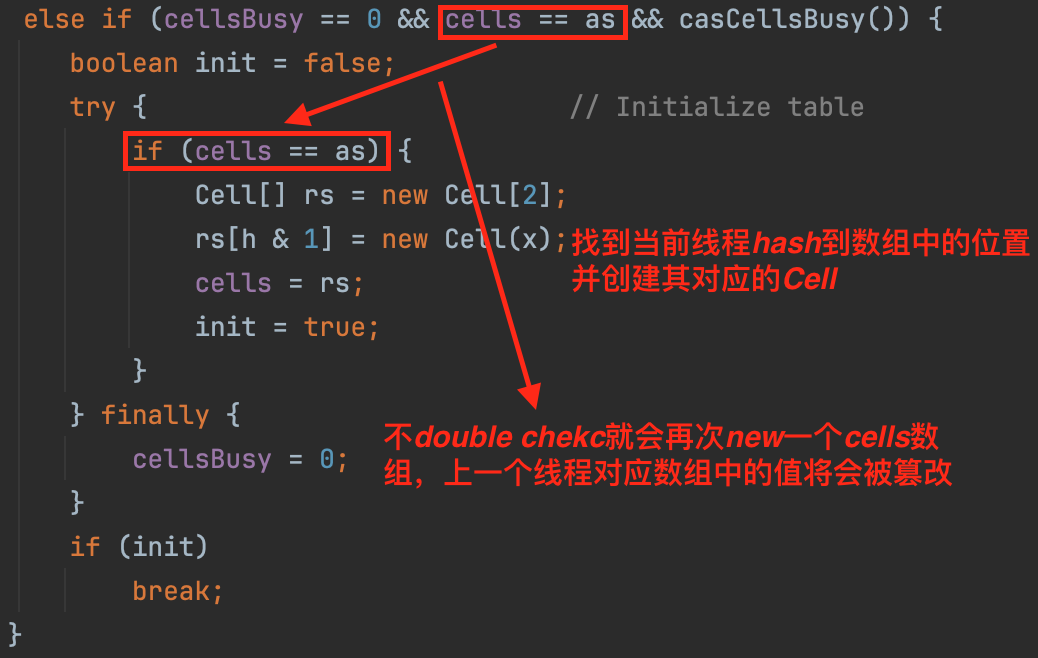 else if (cellsBusy == 0 && cells == as && casCellsBusy()) {
boolean init = false;
try { // Initialize table
if (cells == as) {
Cell[] rs = new Cell[2];
rs[h & 1] = new Cell(x);
找到当前线程hash到数组中的位置
并创建其对应的Cell
cells = rs;
init = true;
}
} finally {
不double chekc就会再次new一个cells数
组，上一个线程对应数组中的值将会被篡改
cellsBusy = 0;
}
if (init)
break;
}